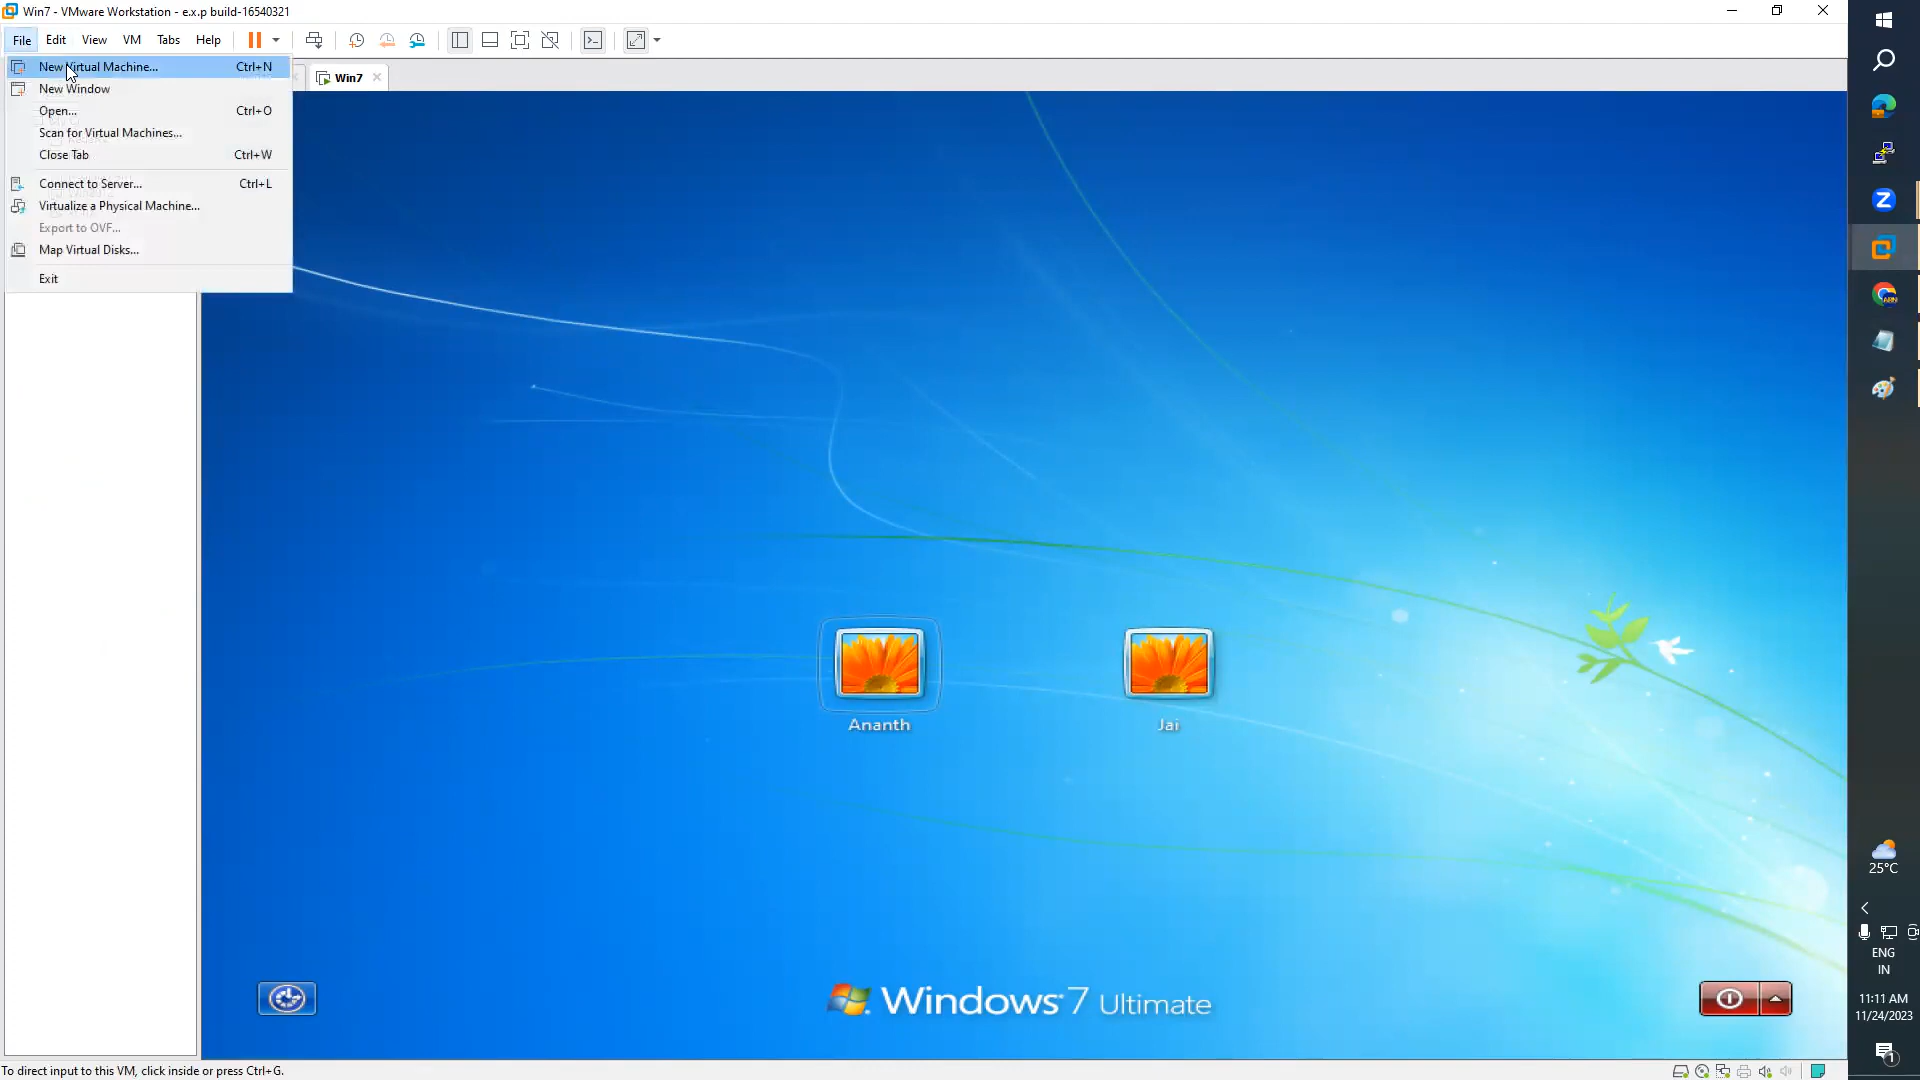 Win7 - VMware Workstation - e.x.p build-16540321
File Edit View VM Tabs Help
New Virtual Machine... Ctrl+N
Win7
New Window
Open... Ctrl+O
Scan for Virtual Machines...
Close Tab Ctrl+W
Connect to Server... Ctrl+L
Virtualize a Physical Machine...
Export to OVF...
Map Virtual Disks...
Exit
Ananth
Jai
Windows 7 Ultimate
25°C
ENG
IN
11:11 AM
11/24/2023
1
To direct input to this VM, click inside or press Ctrl+G.